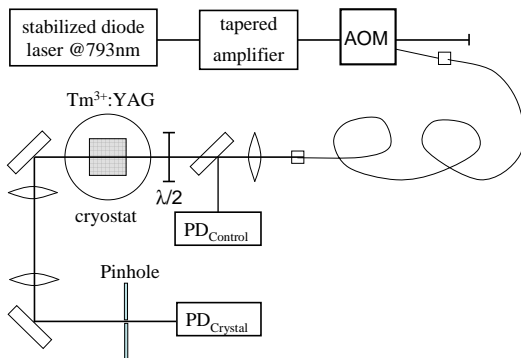 stabilized diode
laser @793nm
tapered
amplifier
AOM
Tm³⁺:YAG
cryostat
λ/2
PD_Control
Pinhole
PD_Crystal